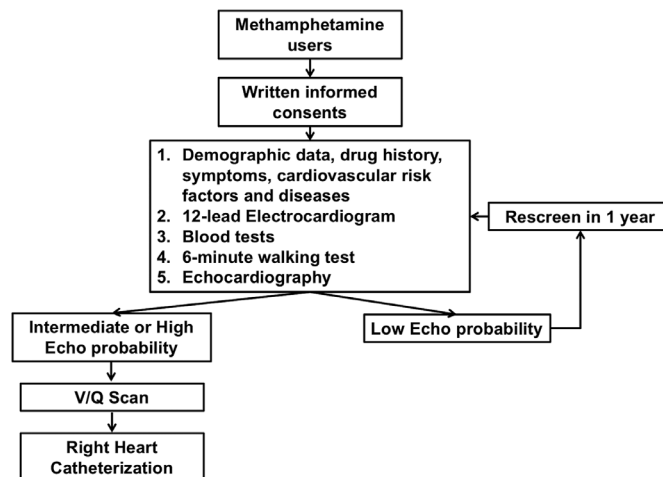 Methamphetamine
users
Written informed
consents
1. Demographic data, drug history,
symptoms, cardiovascular risk
factors and diseases
2. 12-lead Electrocardiogram
3. Blood tests
4. 6-minute walking test
5. Echocardiography
Rescreen in 1 year
Intermediate or High
Echo probability
Low Echo probability
V/Q Scan
Right Heart
Catheterization